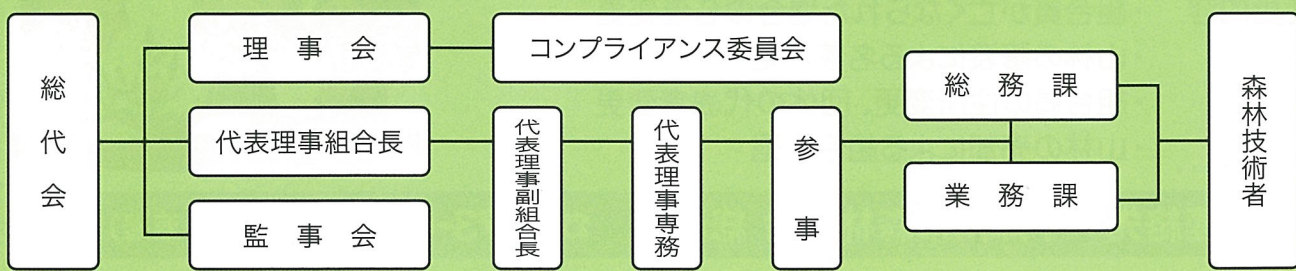 総代会
理事会
コンプライアンス委員会
代表理事組合長
監事会
代表理事副組合長
代表理事専務
参事
総務課
業務課
森林技術者